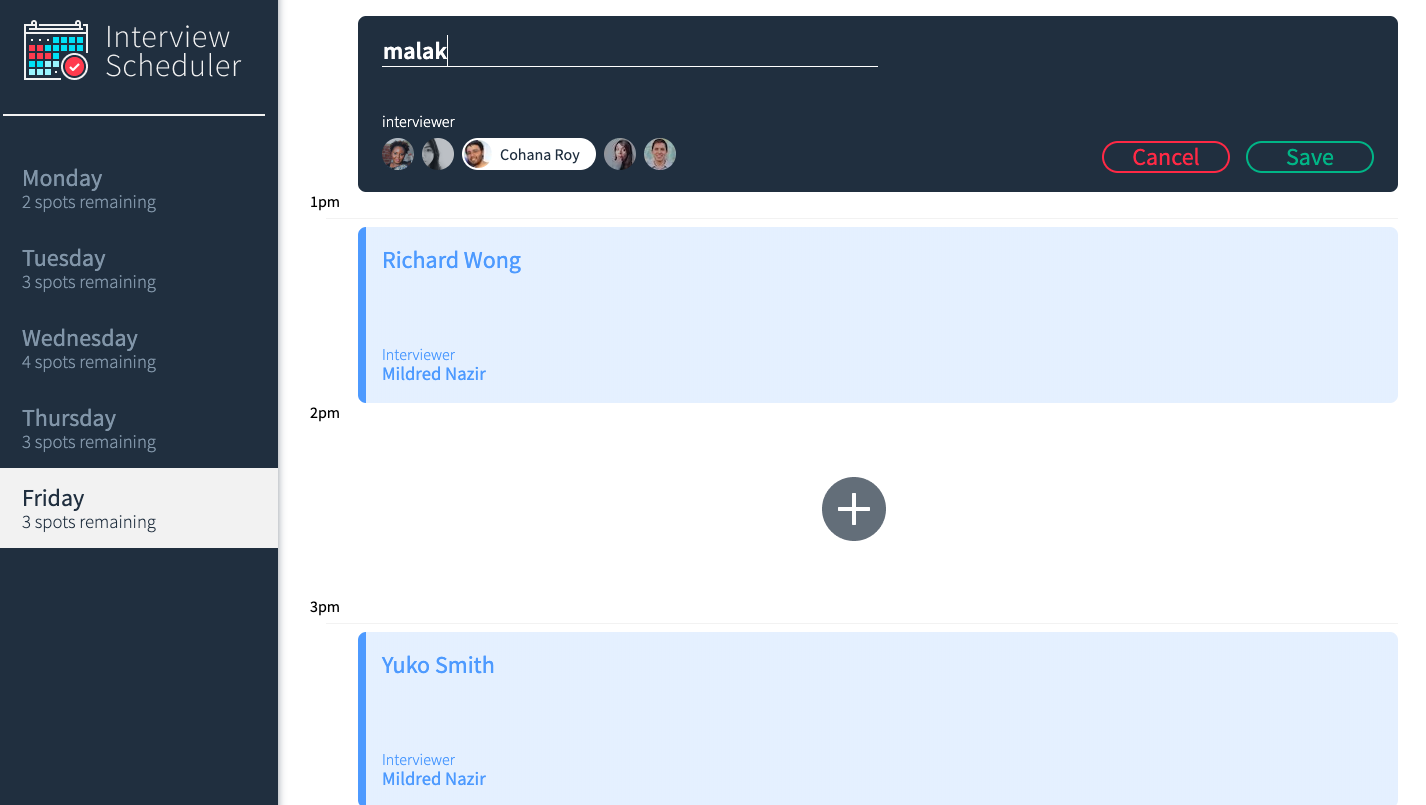 Interview
Scheduler
Monday
2 spots remaining
Tuesday
3 spots remaining
Wednesday
4 spots remaining
Thursday
3 spots remaining
Friday
3 spots remaining
malak
interviewer
Cohana Roy
Cancel
Save
1pm
Richard Wong
Interviewer
Mildred Nazir
2pm
3pm
Yuko Smith
Interviewer
Mildred Nazir